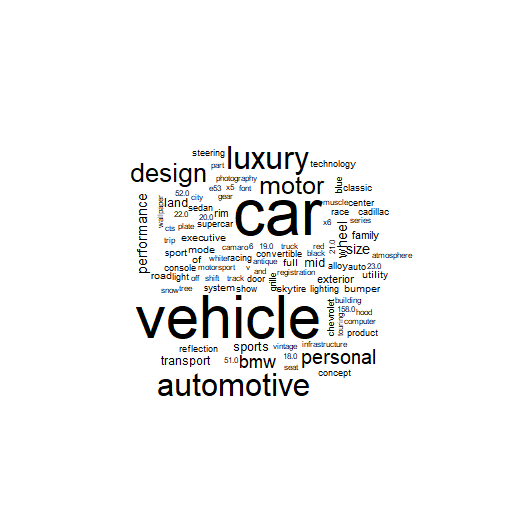 steering luxury technology
part
design photography blue
motor classic
e53 x5 font
52.0 city gear
wallpaper land sedan car muscle center
22.0 20.0 rim race cadillac
performance cts plate supercar series
wheel
trip executive family
camaro 6 19.0 truck red 21.0 size
sport mode of white racing convertible black atmosphere
console motorsport v antique full mid alloy auto 23.0
road light off shift track and door grille registration exterior utility
snow tree system show sky tire lighting bumper
building
vehicle chevrolet 158.0 hood
touring computer
reflection sports vintage infrastructure product
transport 51.0 bmw 18.0 personal
seat
automotive concept